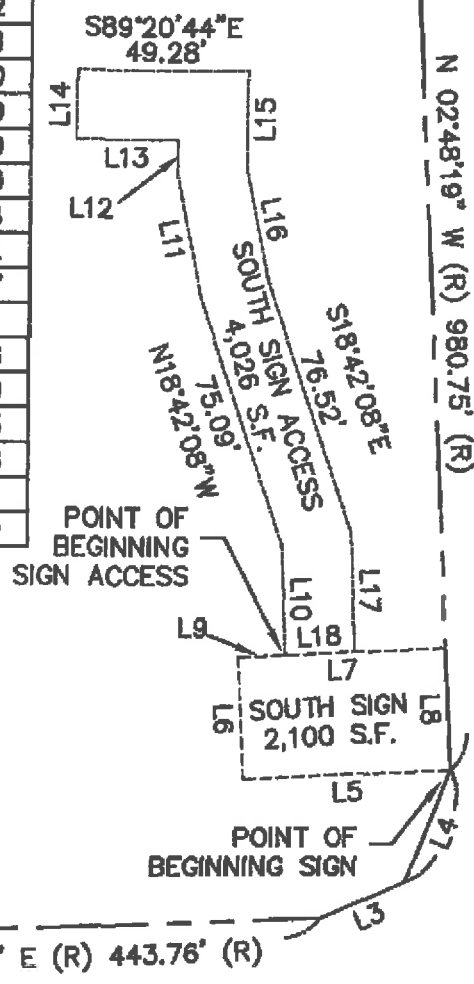 S89°20'44"E
49.28'
L14
L15
L13
L12
L11
L16
N 02°48'19" W (R) 980.75' (R)
SOUTH SIGN ACCESS
4,026 S.F.
S18°42'08"E
76.52'
N18°42'08"W
75.09'
POINT OF
BEGINNING
SIGN ACCESS
L10
L17
L9
L18
L7
L6
SOUTH SIGN
2,100 S.F.
L8
L5
POINT OF
BEGINNING SIGN
L4
L3
' E (R) 443.76' (R)